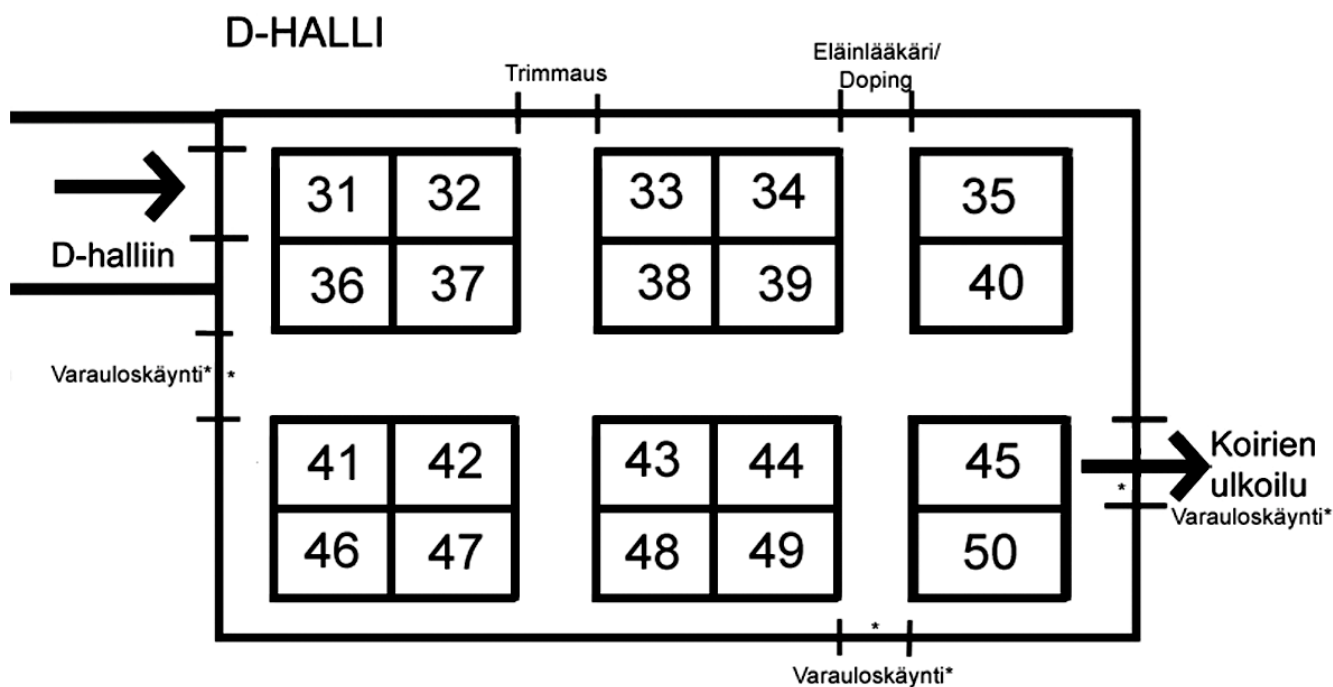 D-HALLI
Trimmaus
Eläinlääkäri/
Doping
31 32 33 34 35
D-halliin
36 37 38 39 40
Varauloskäynti* *
41 42 43 44 45
Koirien
ulkoilu
*
Varauloskäynti*
46 47 48 49 50
*
Varauloskäynti*